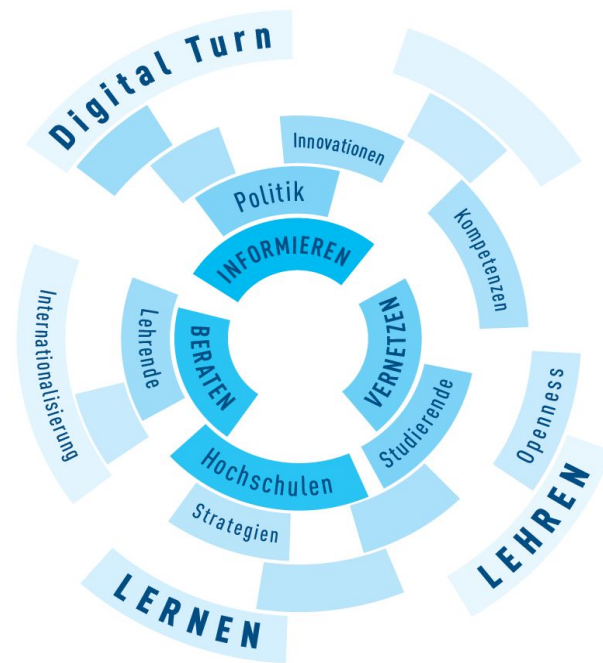 Digital Turn
Innovationen
Politik
INFORMIEREN
Kompetenzen
Internationalisierung
Lehrende
BERATEN
VERNETZEN
Studierende
Openness
Hochschulen
Strategien
LEHREN
LERNEN